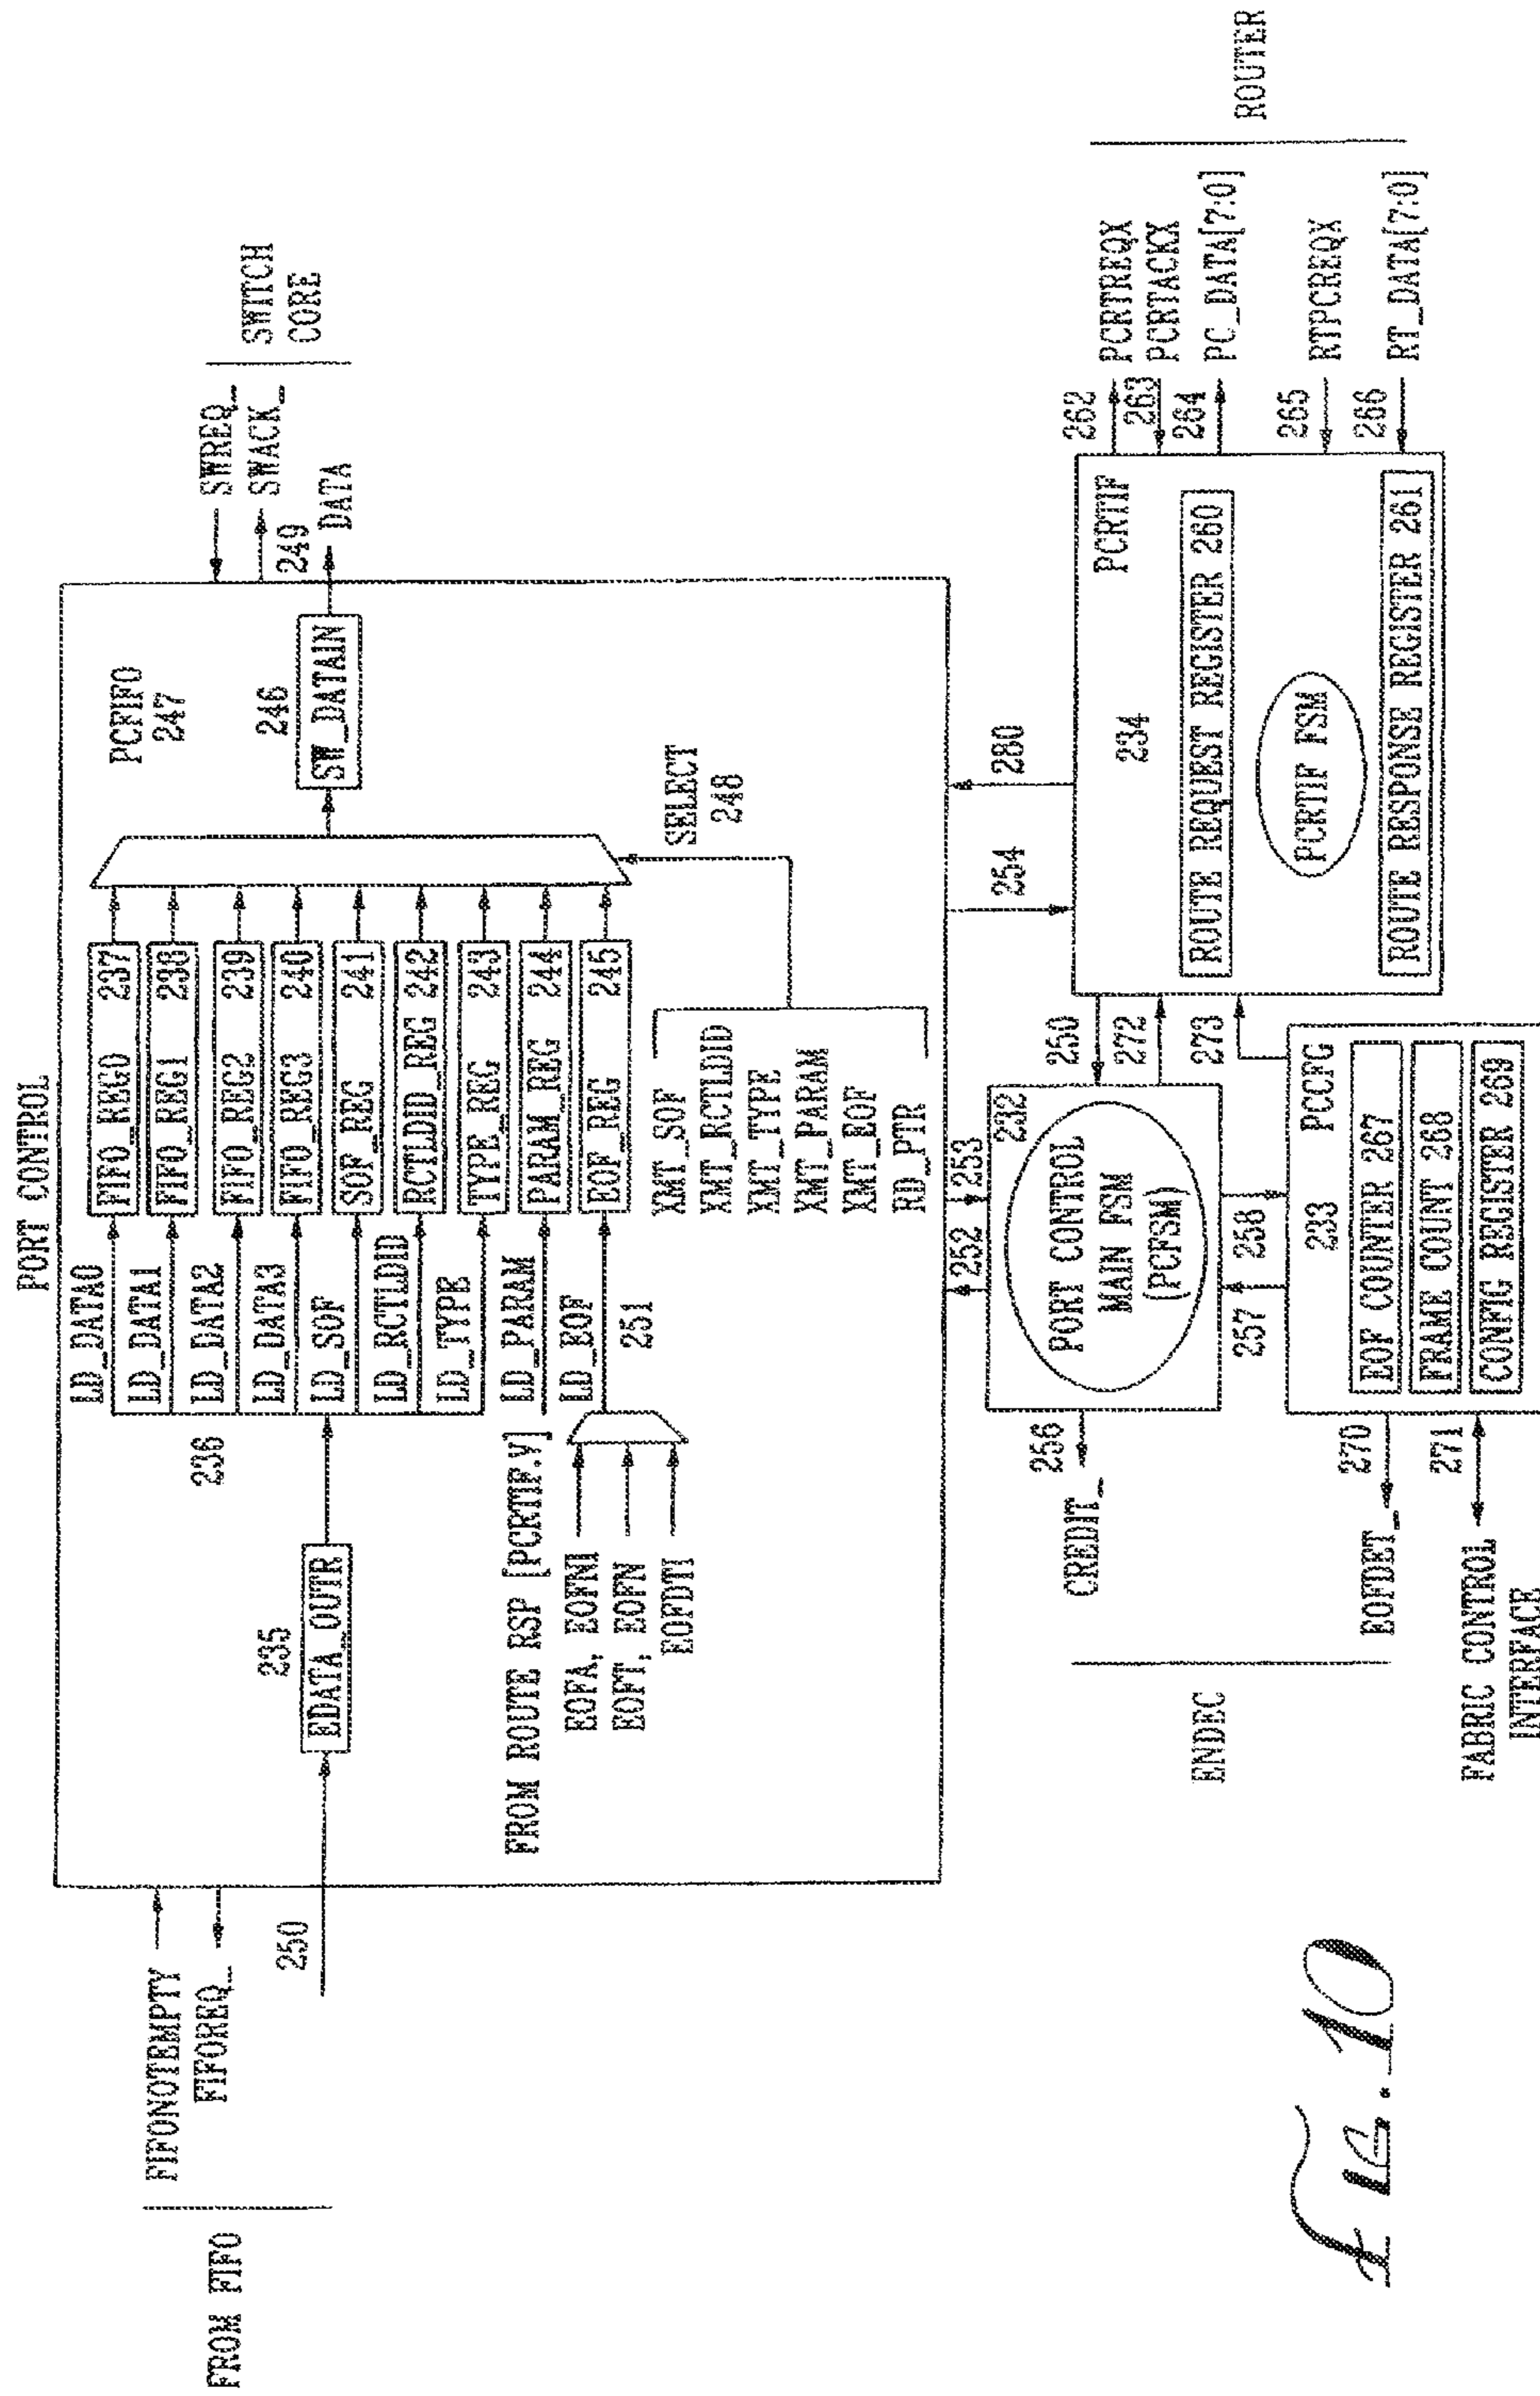 PORT CONTROL
FROM FIFO
FIFONOTEMPTY
FIFOREQ_
250
235
EDATA_OUTR
236
LD_DATA0
LD_DATA1
LD_DATA2
LD_DATA3
LD_SOF
LD_RCTLDID
LD_TYPE
LD_PARAM
LD_EOF
251
FROM ROUTE RSP [PCRTIF.V]
EOFA, EOFNI
EOFT, EOFN
EOFDTI
FIFO_REG0 237
FIFO_REG1 238
FIFO_REG2 239
FIFO_REG3 240
SOF_REG 241
RCTLDID_REG 242
TYPE_REG 243
PARAM_REG 244
EOF_REG 245
XMT_SOF
XMT_RCTLDID
XMT_TYPE
XMT_PARAM
XMT_EOF
RD_PTR
SELECT
248
PCFIFO
247
246
SW_DATAIN
249
SWREQ_
SWACK_
DATA
SWITCH
CORE
252
253
254
280
232
PORT CONTROL
MAIN FSM
(PCFSM)
256
CREDIT_
250
272
273
257
258
233
PCCFG
EOF COUNTER 267
FRAME COUNT 268
CONFIG REGISTER 269
270
EOFDET_
271
ENDEC
FABRIC CONTROL
INTERFACE
PCRTIF
234
ROUTE REQUEST REGISTER 260
PCRTIF FSM
ROUTE RESPONSE REGISTER 261
262
PCRTREQX
263
PCRTACKX
264
PC_DATA[7:0]
265
RTPCREQX
266
RT_DATA[7:0]
ROUTER
FIG. 10